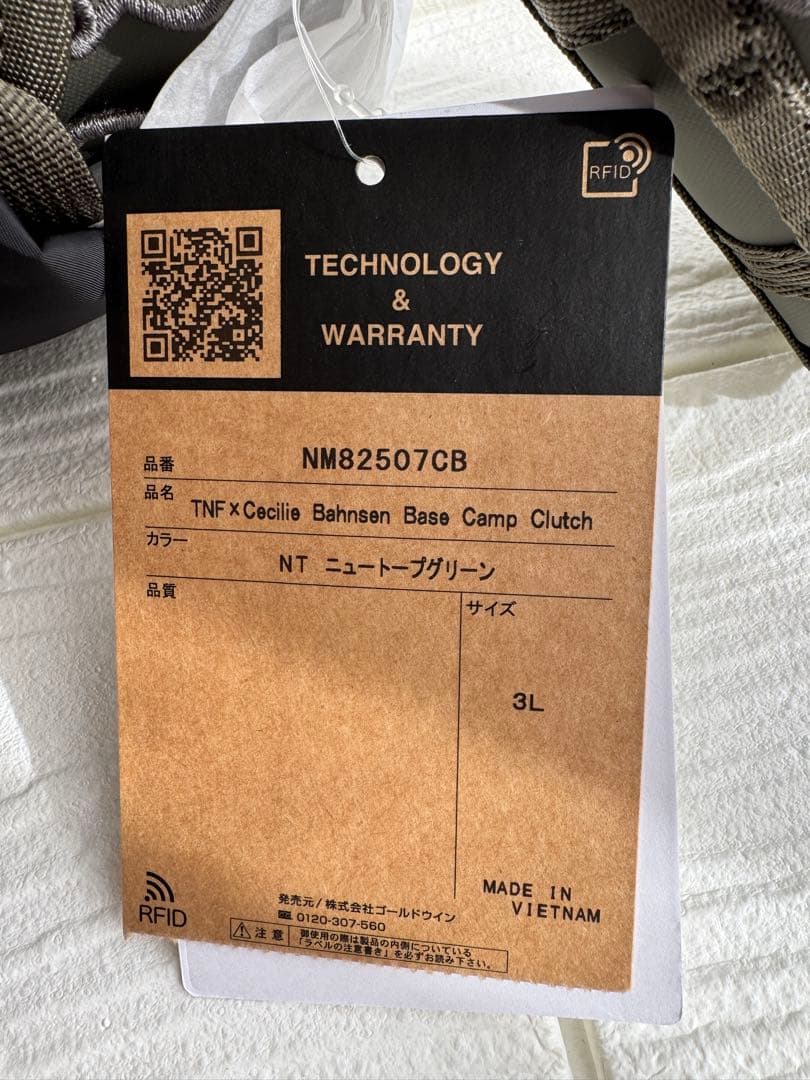 RFID
TECHNOLOGY
&
WARRANTY
品番 NM82507CB
品名 TNF×Cecilie Bahnsen Base Camp Clutch
カラー NT ニュートープグリーン
品質
サイズ
3L
MADE IN
VIETNAM
RFID
発売元/株式会社ゴールドウイン
0120-307-560
注意
御使用の際は製品の内側についている
「ラベルの注意書き」を必ずお読み下さい。